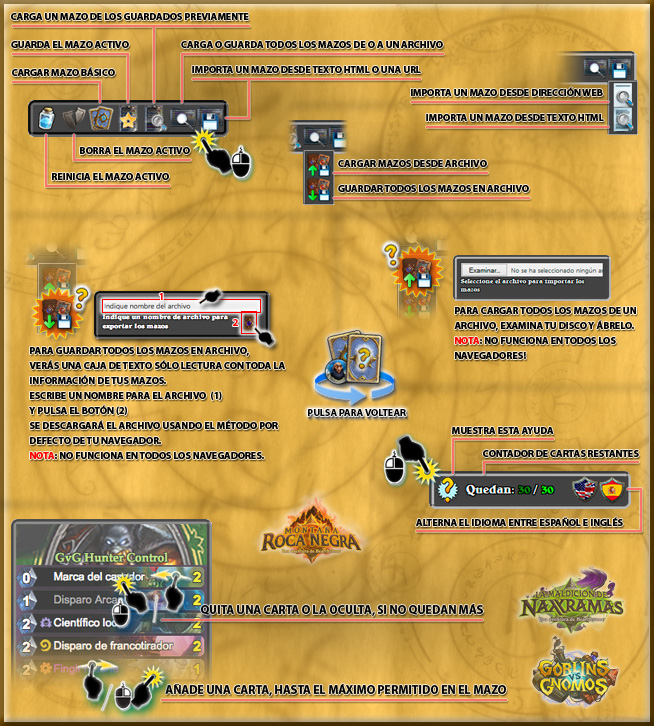 CARGA UN MAZO DE LOS GUARDADOS PREVIAMENTE
GUARDA EL MAZO ACTIVO
CARGA O GUARDA TODOS LOS MAZOS DE O A UN ARCHIVO
CARGAR MAZO BÁSICO
IMPORTA UN MAZO DESDE TEXTO HTML O UNA URL
BORRA EL MAZO ACTIVO
REINICIA EL MAZO ACTIVO
IMPORTA UN MAZO DESDE DIRECCIÓN WEB
IMPORTA UN MAZO DESDE TEXTO HTML
CARGAR MAZOS DESDE ARCHIVO
GUARDAR TODOS LOS MAZOS EN ARCHIVO
1
Indique nombre del archivo
Indique un nombre de archivo para
exportar los mazos
2
PARA GUARDAR TODOS LOS MAZOS EN ARCHIVO,
VERÁS UNA CAJA DE TEXTO SÓLO LECTURA CON TODA LA
INFORMACIÓN DE TUS MAZOS.
ESCRIBE UN NOMBRE PARA EL ARCHIVO (1)
Y PULSA EL BOTÓN (2)
SE DESCARGARÁ EL ARCHIVO USANDO EL MÉTODO POR
DEFECTO DE TU NAVEGADOR.
NOTA: NO FUNCIONA EN TODOS LOS NAVEGADORES.
Examinar... No se ha seleccionado ningún a
Seleccione el archivo para importar los
mazos
PARA CARGAR TODOS LOS MAZOS DE UN
ARCHIVO, EXAMINA TU DISCO Y ÁBRELO.
NOTA: NO FUNCIONA EN TODOS LOS
NAVEGADORES!
PULSA PARA VOLTEAR
MUESTRA ESTA AYUDA
CONTADOR DE CARTAS RESTANTES
Quedan: 30 / 30
ALTERNA EL IDIOMA ENTRE ESPAÑOL E INGLÉS
MONTAÑA
ROCA NEGRA
GvG Hunter Control
0 Marca del cazador 2
1 Disparo Arca 2
2 Científico loc 2
2 Disparo de francotirador 2
2 Fingir 1
QUITA UNA CARTA O LA OCULTA, SI NO QUEDAN MÁS
AÑADE UNA CARTA, HASTA EL MÁXIMO PERMITIDO EN EL MAZO
LA MALDICIÓN DE
NAXXRAMAS
GOBLINS
VS
GNOMOS